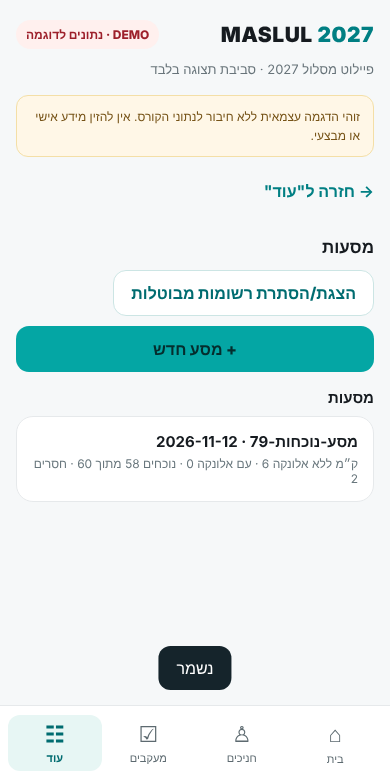 MASLUL 2027
DEMO · נתונים לדוגמה
פיילוט מסלול 2027 · סביבת תצוגה בלבד
זוהי הדגמה עצמאית ללא חיבור לנתוני הקורס. אין להזין מידע אישי
או מבצעי.
→ חזרה ל"עוד"
מסעות
הצגת/הסתרת רשומות מבוטלות
+ מסע חדש
מסעות
מסע-נוכחות-79 · 2026-11-12
ק״מ ללא אלונקה 6 · עם אלונקה 0 · נוכחים 58 מתוך 60 · חסרים
2
נשמר
בית
חניכים
מעקבים
עוד